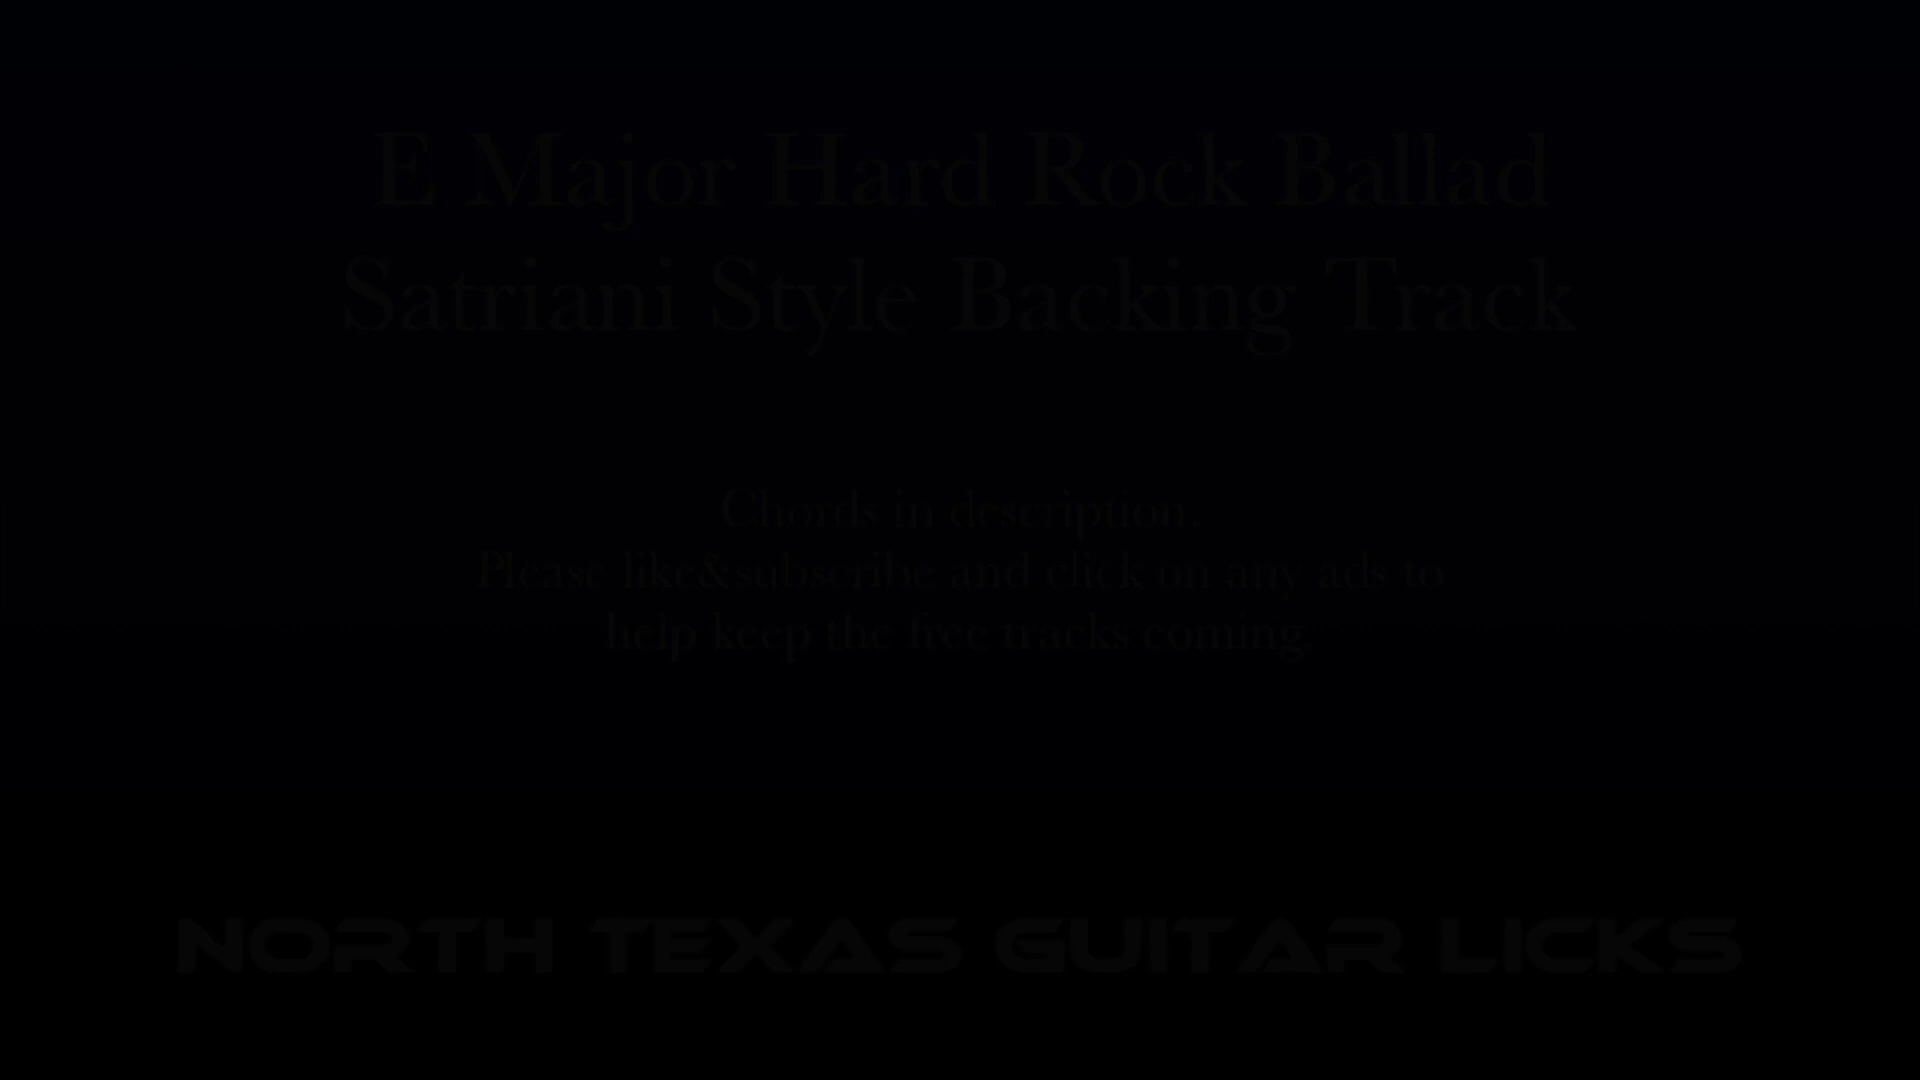 E Major Hard Rock Ballad
Satriani Style Backing Track
Chords in description.
Please like&subscribe and click on any ads to
help keep the free tracks coming.
NORTH TEXAS GUITAR LICKS